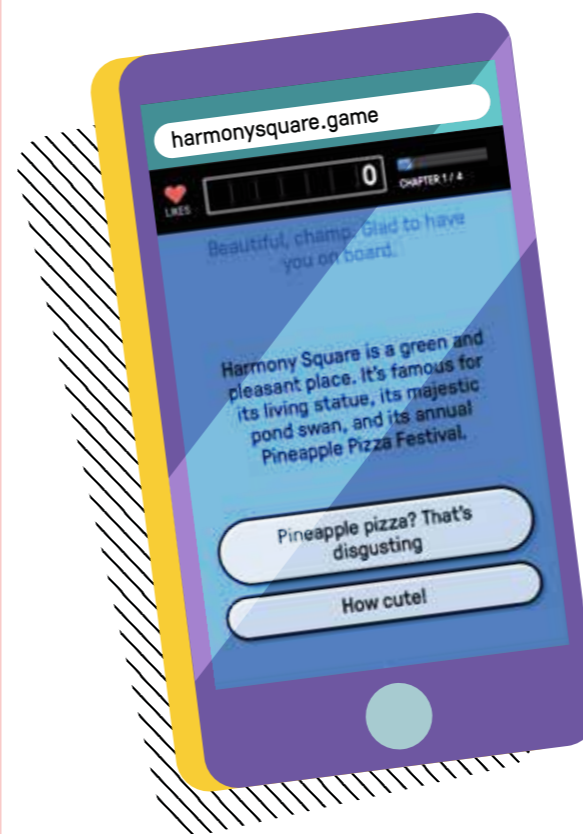 harmonysquare.game
LIKES
0
CHAPTER 1 / 4
Beautiful, champ. Glad to have
you on board.
Harmony Square is a green and
pleasant place. It's famous for
its living statue, its majestic
pond swan, and its annual
Pineapple Pizza Festival.
Pineapple pizza? That's
disgusting
How cute!